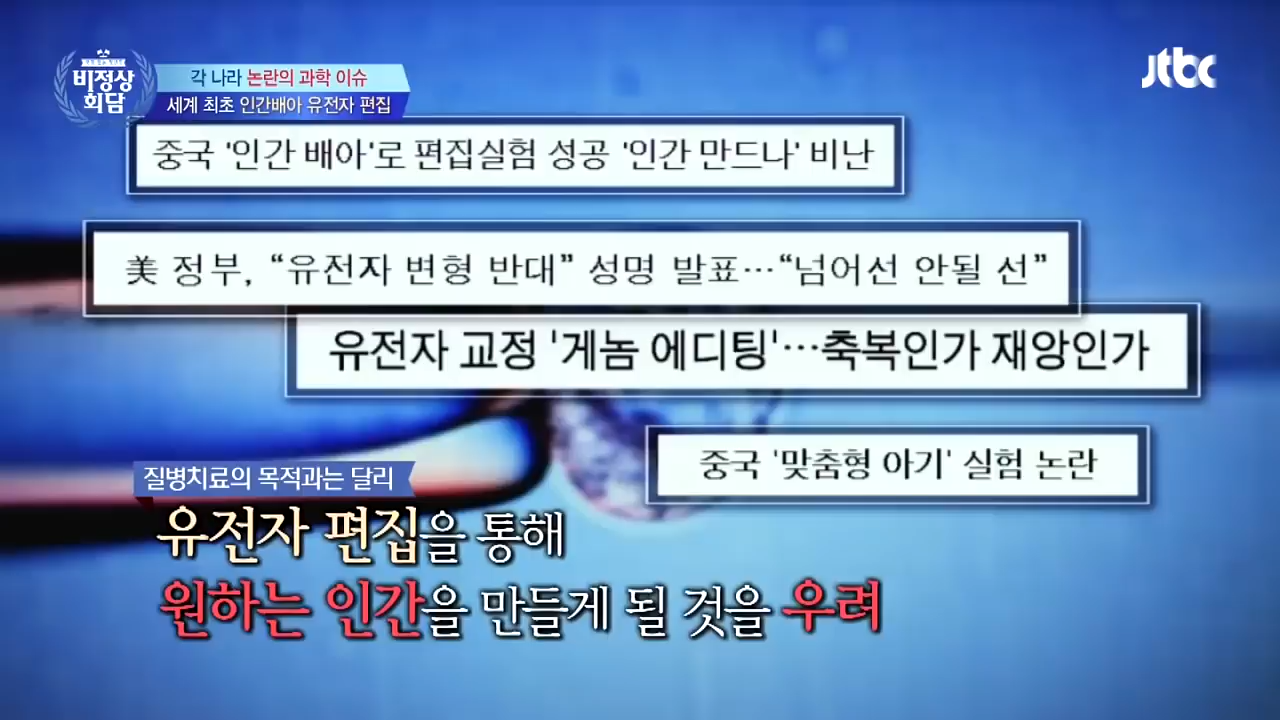 비정상
회담
각 나라 논란의 과학 이슈
세계 최초 인간배아 유전자 편집
jtbc
중국 '인간 배아'로 편집실험 성공 '인간 만드나' 비난
美 정부, “유전자 변형 반대” 성명 발표…“넘어선 안될 선”
유전자 교정 '게놈 에디팅'…축복인가 재앙인가
중국 '맞춤형 아기' 실험 논란
질병치료의 목적과는 달리
유전자 편집을 통해
원하는 인간을 만들게 될 것을 우려